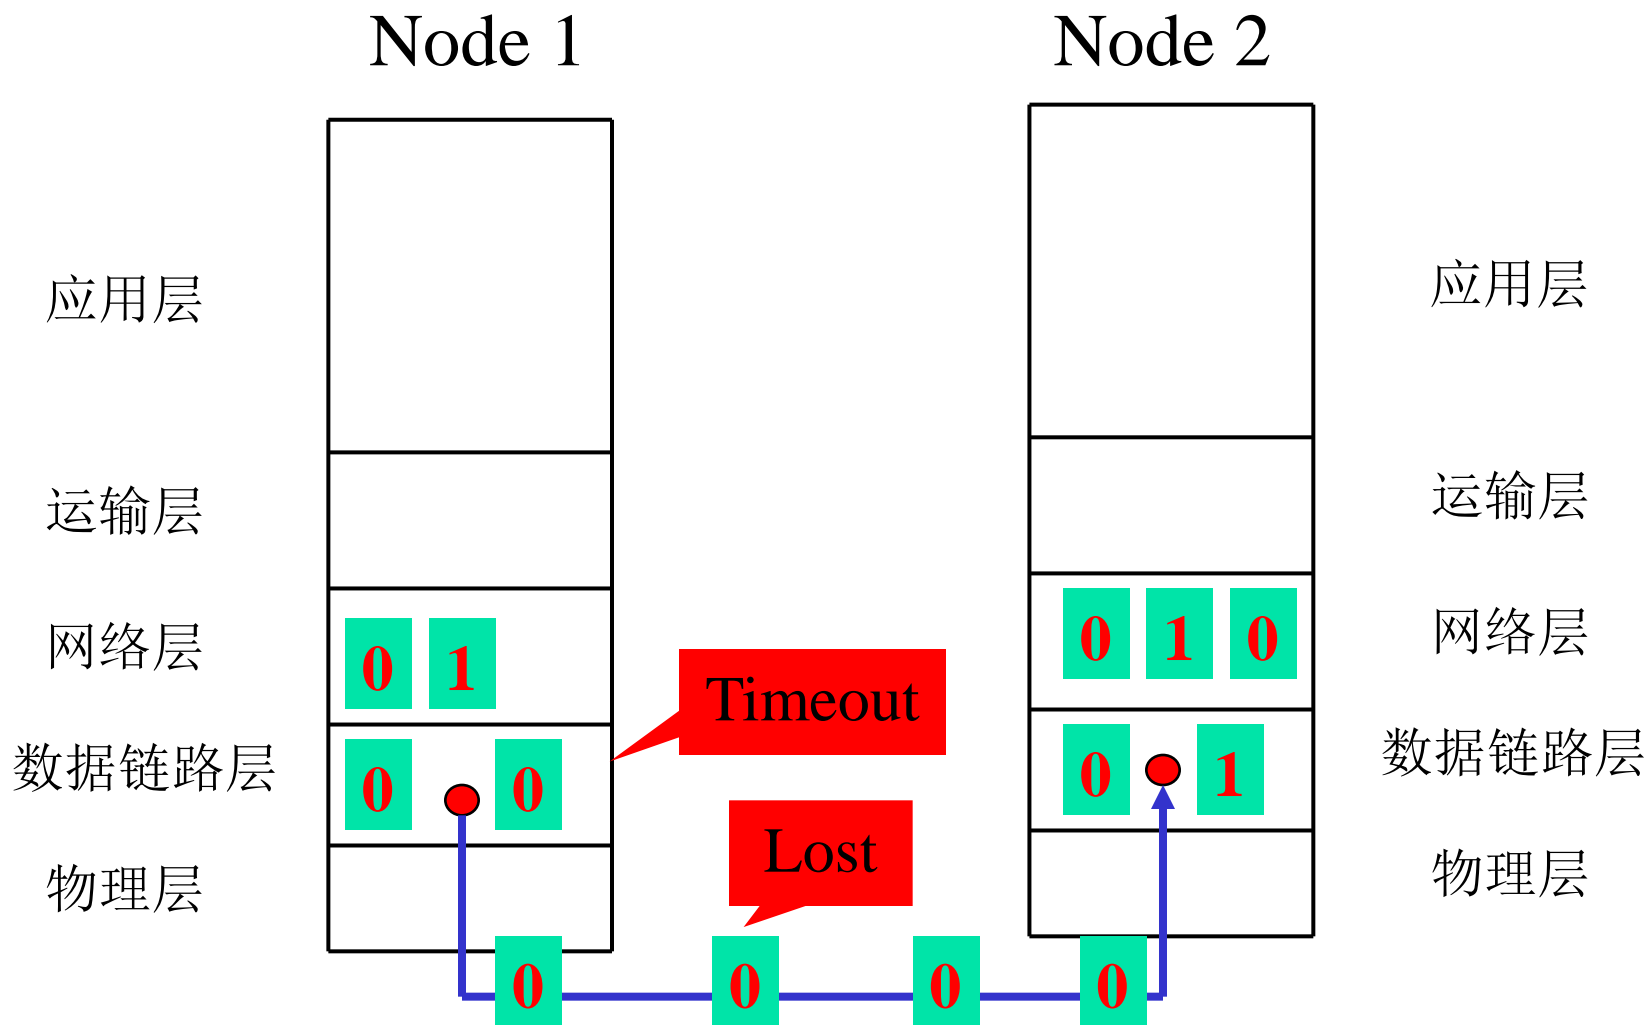 Node 1
Node 2
应用层
应用层
运输层
运输层
网络层
0 1
0 1 0
网络层
Timeout
数据链路层
0 0
0 1
数据链路层
Lost
物理层
物理层
0 0 0 0